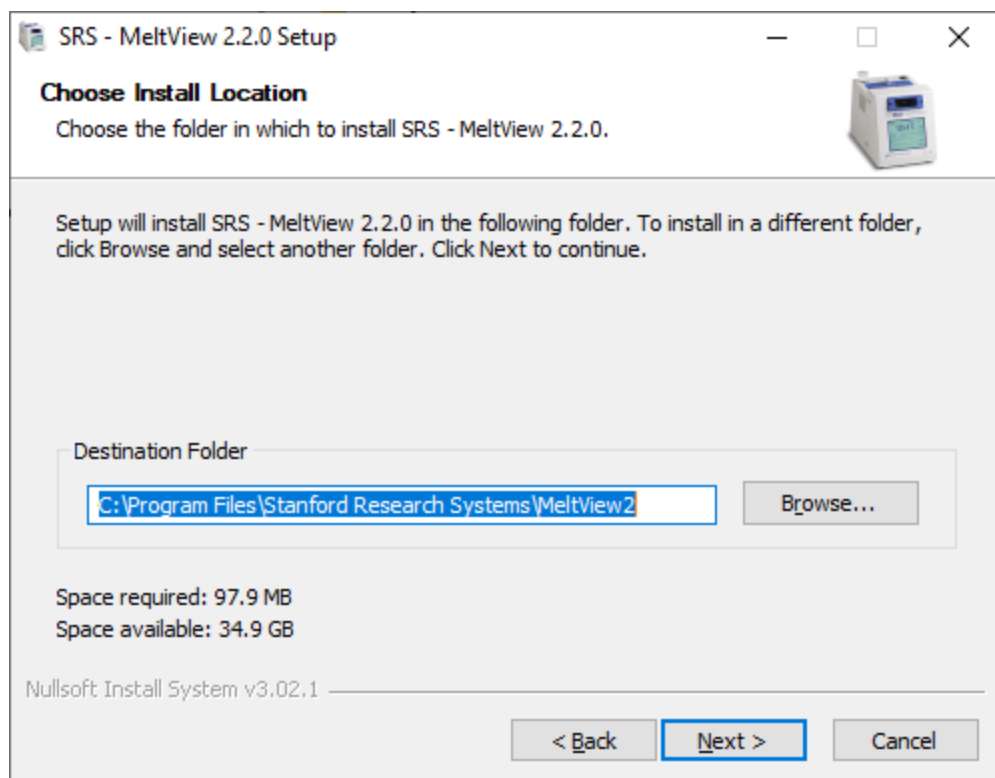 SRS - MeltView 2.2.0 Setup
Choose Install Location
Choose the folder in which to install SRS - MeltView 2.2.0.
Setup will install SRS - MeltView 2.2.0 in the following folder. To install in a different folder,
click Browse and select another folder. Click Next to continue.
Destination Folder
C:\Program Files\Stanford Research Systems\MeltView2
Browse...
Space required: 97.9 MB
Space available: 34.9 GB
Nullsoft Install System v3.02.1
< Back
Next >
Cancel